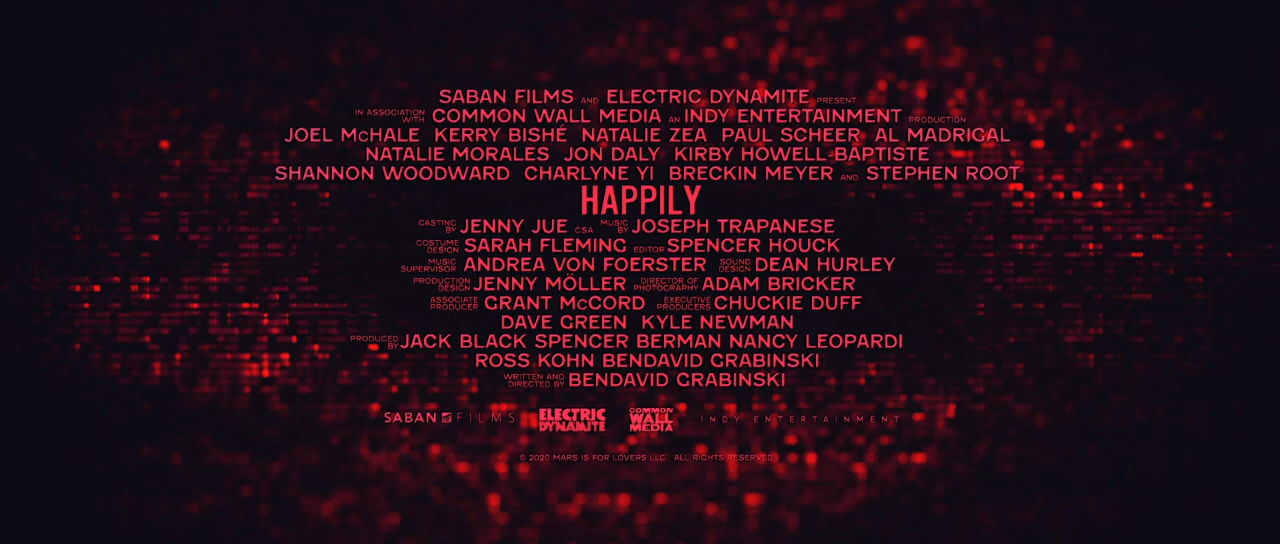 SABAN FILMS AND ELECTRIC DYNAMITE PRESENT
IN ASSOCIATION WITH COMMON WALL MEDIA AN INDY ENTERTAINMENT PRODUCTION
JOEL McHALE KERRY BISHÉ NATALIE ZEA PAUL SCHEER AL MADRIGAL
NATALIE MORALES JON DALY KIRBY HOWELL-BAPTISTE
SHANNON WOODWARD CHARLYNE YI BRECKIN MEYER AND STEPHEN ROOT
HAPPILY
CASTING BY JENNY JUE CSA MUSIC BY JOSEPH TRAPANESE
COSTUME DESIGN SARAH FLEMING EDITOR SPENCER HOUCK
MUSIC SUPERVISOR ANDREA VON FOERSTER SOUND DESIGN DEAN HURLEY
PRODUCTION DESIGN JENNY MÖLLER DIRECTOR OF PHOTOGRAPHY ADAM BRICKER
ASSOCIATE PRODUCER GRANT McCORD EXECUTIVE PRODUCERS CHUCKIE DUFF
DAVE GREEN KYLE NEWMAN
PRODUCED BY JACK BLACK SPENCER BERMAN NANCY LEOPARDI
ROSS KOHN BENDAVID GRABINSKI
WRITTEN AND DIRECTED BY BENDAVID GRABINSKI
SABAN FILMS ELECTRIC DYNAMITE COMMON WALL MEDIA INDY ENTERTAINMENT
© 2020 MARS IS FOR LOVERS LLC ALL RIGHTS RESERVED